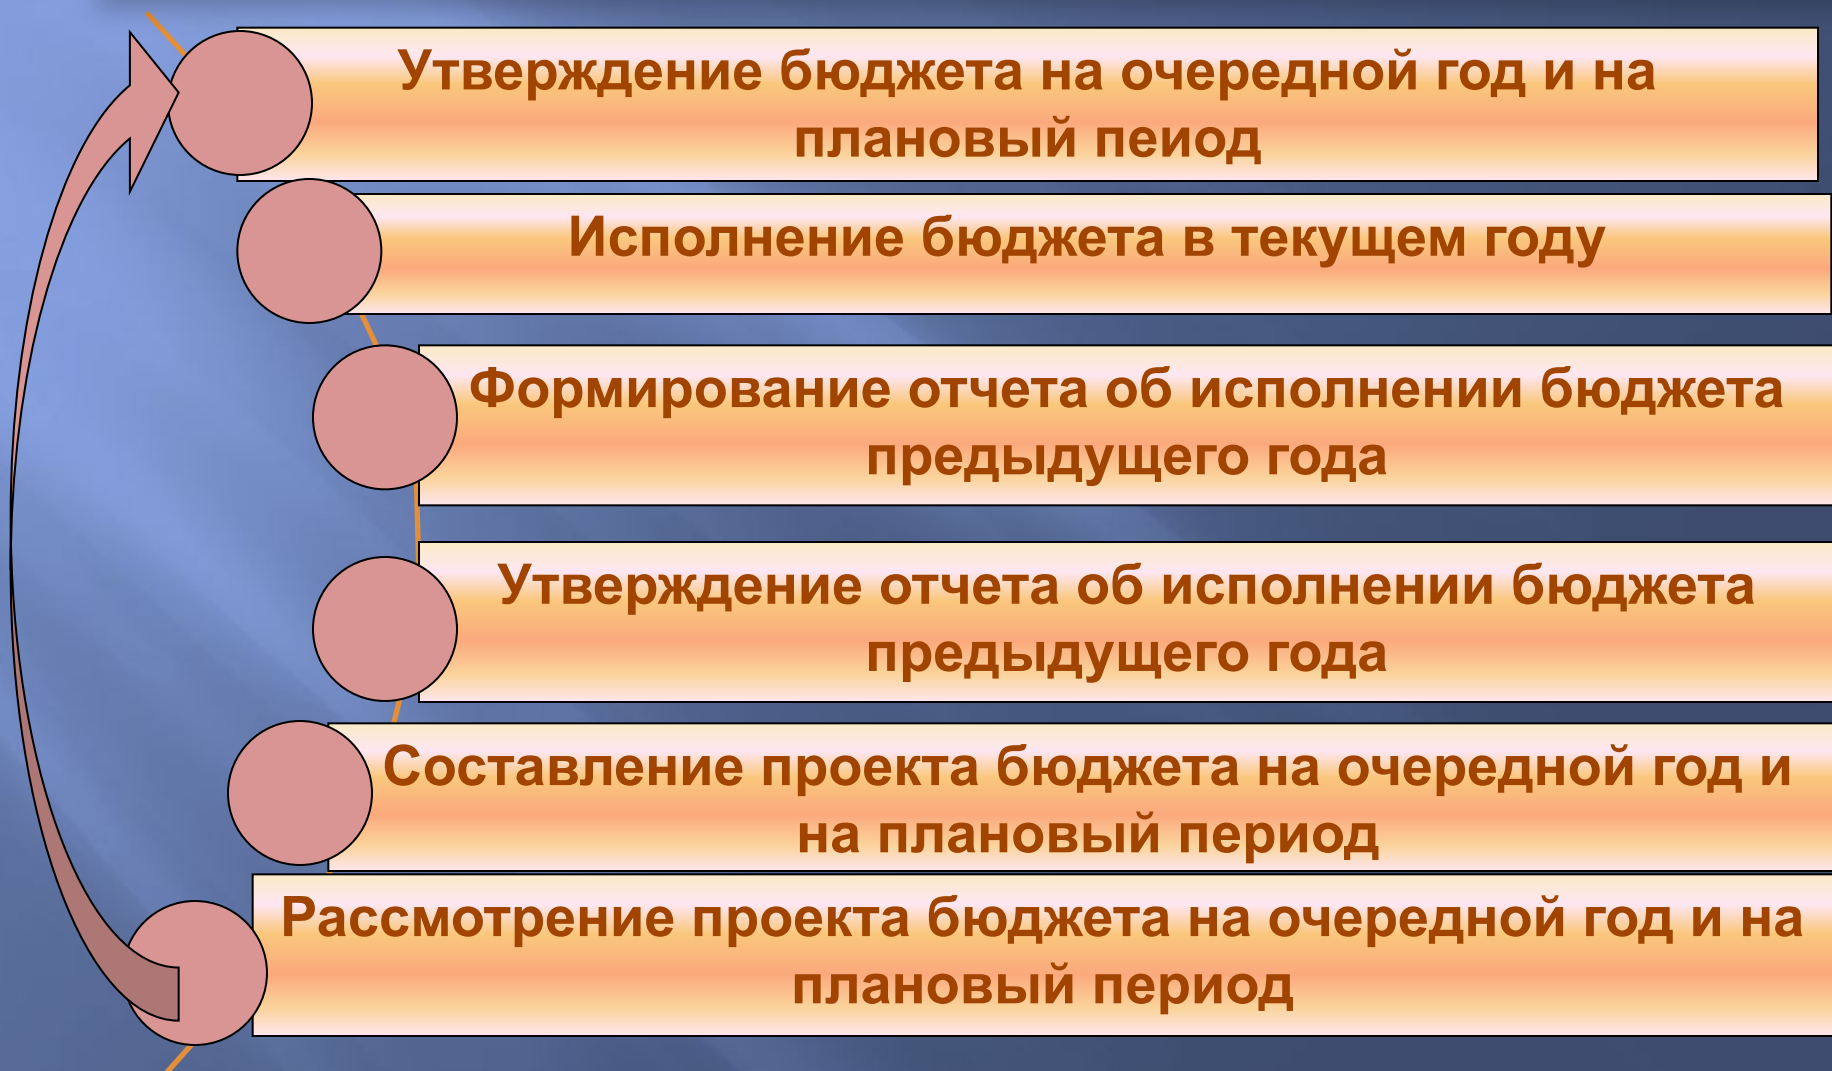 Утверждение бюджета на очередной год и на
плановый пеиод
Исполнение бюджета в текущем году
Формирование отчета об исполнении бюджета
предыдущего года
Утверждение отчета об исполнении бюджета
предыдущего года
Составление проекта бюджета на очередной год и
на плановый период
Рассмотрение проекта бюджета на очередной год и на
плановый период